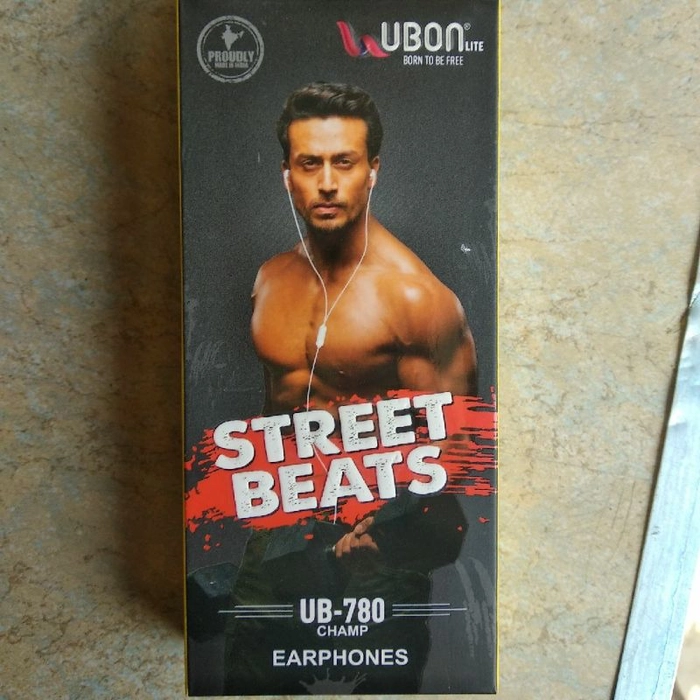 PROUDLY
MADE IN INDIA
UBON® LITE
BORN TO BE FREE
STREET
BEATS
UB-780
CHAMP
EARPHONES